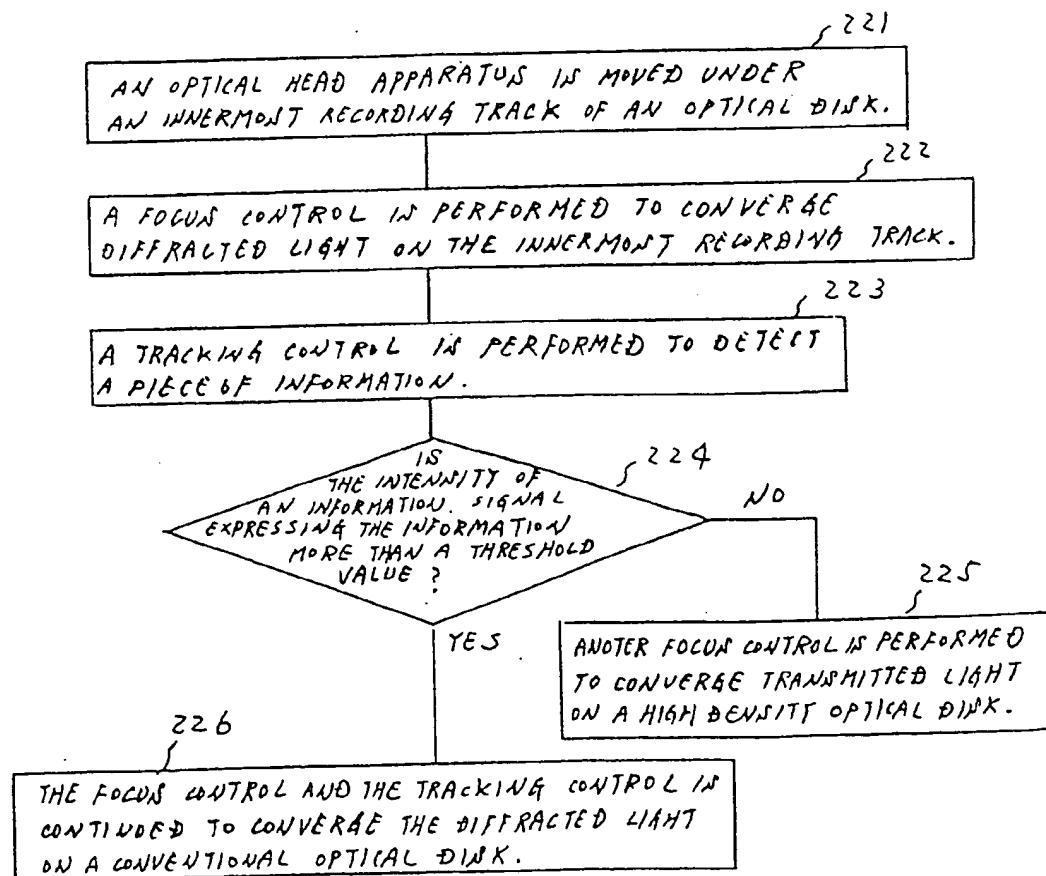 221
AN OPTICAL HEAD APPARATUS IS MOVED UNDER
AN INNERMOST RECORDING TRACK OF AN OPTICAL DISK.
222
A FOCUS CONTROL IS PERFORMED TO CONVERGE
DIFFRACTED LIGHT ON THE INNERMOST RECORDING TRACK.
223
A TRACKING CONTROL IS PERFORMED TO DETECT
A PIECE OF INFORMATION.
224
IS
THE INTENSITY OF
AN INFORMATION. SIGNAL
EXPRESSING THE INFORMATION
MORE THAN A THRESHOLD
VALUE ?
NO
YES
225
ANOTER FOCUS CONTROL IS PERFORMED
TO CONVERGE TRANSMITTED LIGHT
ON A HIGH DENSITT OPTICAL DISK.
226
THE FOCUS CONTROL AND THE TRACKING CONTROL IS
CONTINDED TO CONVERGE THE DIFFRACTED LIGHT
ON A CONVENTIONAL OPTICAL DISK.